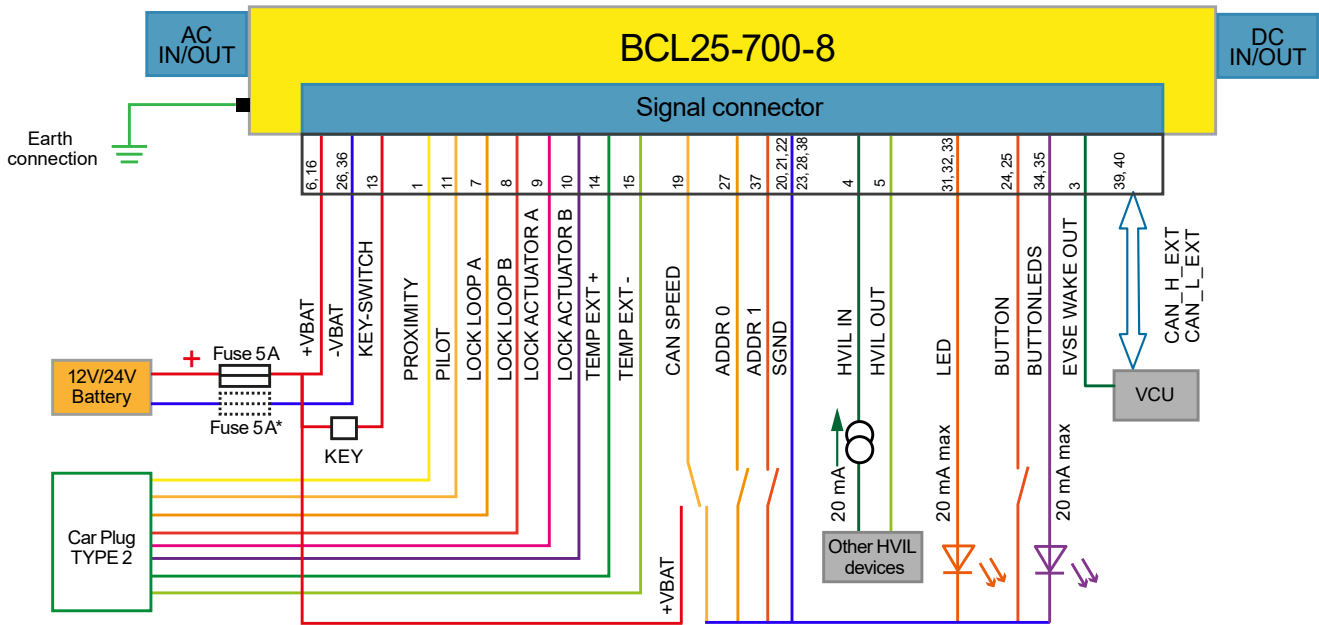 AC
IN/OUT
BCL25-700-8
DC
IN/OUT
Signal connector
Earth
connection
6, 16
26, 36
13
1
11
7
8
9
10
14
15
19
27
37
20, 21, 22
23, 28, 38
4
5
31, 32, 33
24, 25
34, 35
3
39, 40
+VBAT
-VBAT
KEY-SWITCH
PROXIMITY
PILOT
LOCK LOOP A
LOCK LOOP B
LOCK ACTUATOR A
LOCK ACTUATOR B
TEMP EXT +
TEMP EXT -
CAN SPEED
ADDR 0
ADDR 1
SGND
HVIL IN
HVIL OUT
LED
BUTTON
BUTTONLEDS
EVSE WAKE OUT
CAN_H_EXT
CAN_L_EXT
12V/24V
Battery
+
Fuse 5A
Fuse 5A*
KEY
VCU
20 mA
20 mA max
20 mA max
Car Plug
TYPE 2
Other HVIL
devices
+VBAT